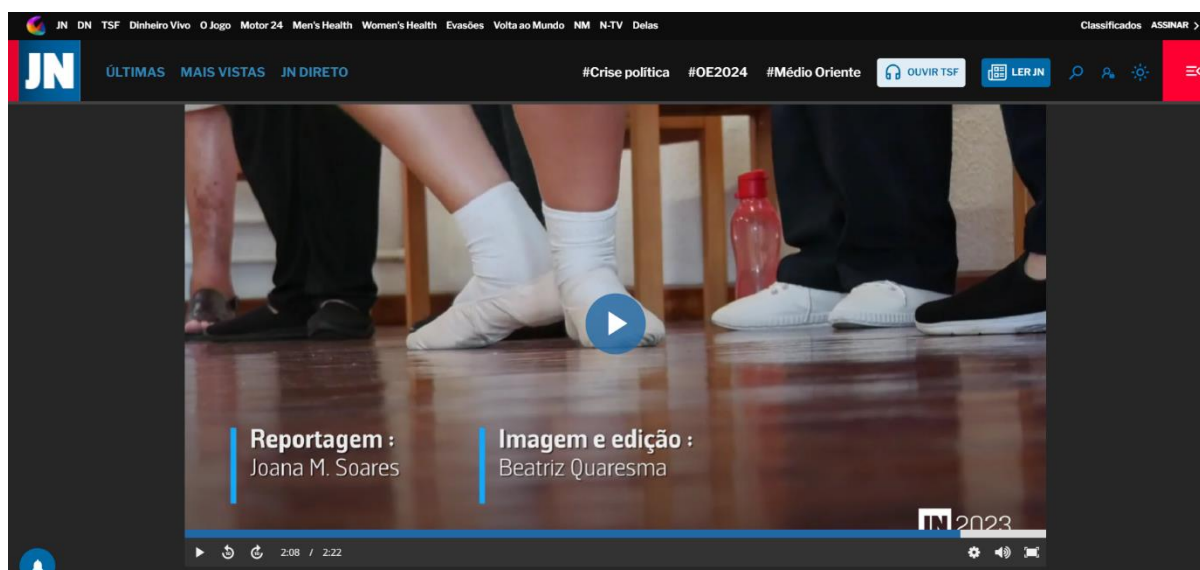 JN DN TSF Dinheiro Vivo O Jogo Motor 24 Men's Health Women's Health Evasões Volta ao Mundo NM N-TV Delas Classificados ASSINAR
JN ÚLTIMAS MAIS VISTAS JN DIRETO #Crise política #OE2024 #Médio Oriente OUVIR TSF LER JN
Reportagem : Imagem e edição :
Joana M. Soares Beatriz Quaresma
JN 2023
2:08 / 2:22